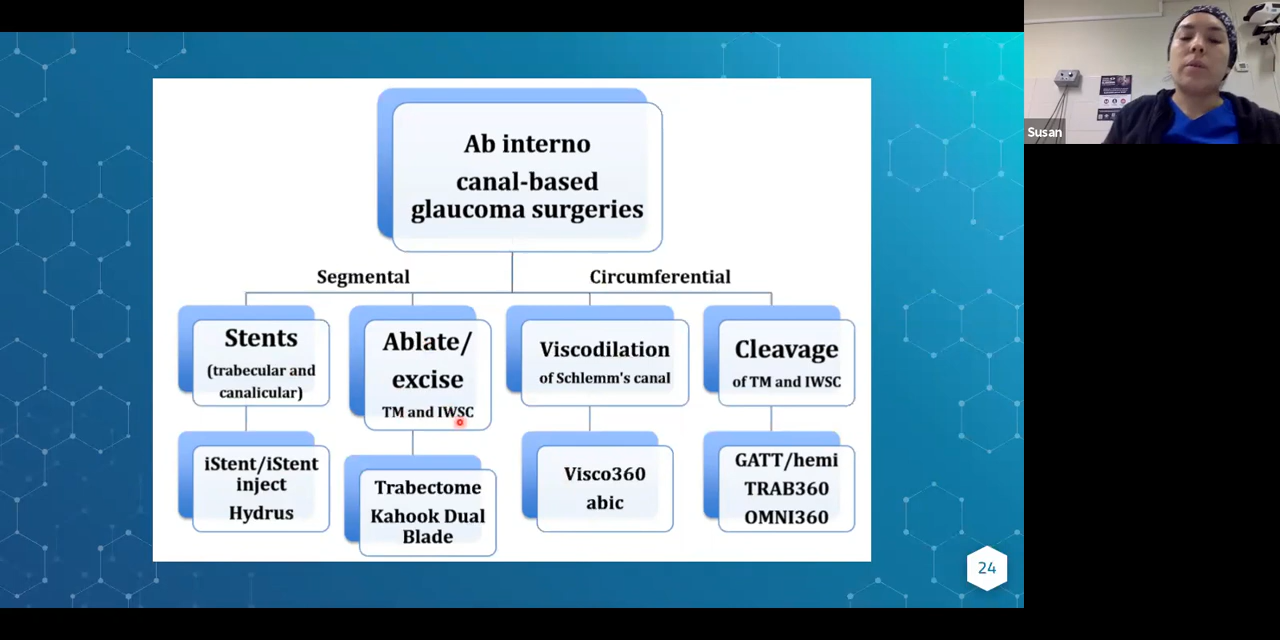 Ab interno
canal-based
glaucoma surgeries
Segmental
Circumferential
Stents
(trabecular and
canalicular)
Ablate/
excise
TM and IWSC
Viscodilation
of Schlemm's canal
Cleavage
of TM and IWSC
iStent/iStent
inject
Hydrus
Trabectome
Kahook Dual
Blade
Visco360
abic
GATT/hemi
TRAB360
OMNI360
24
Susan